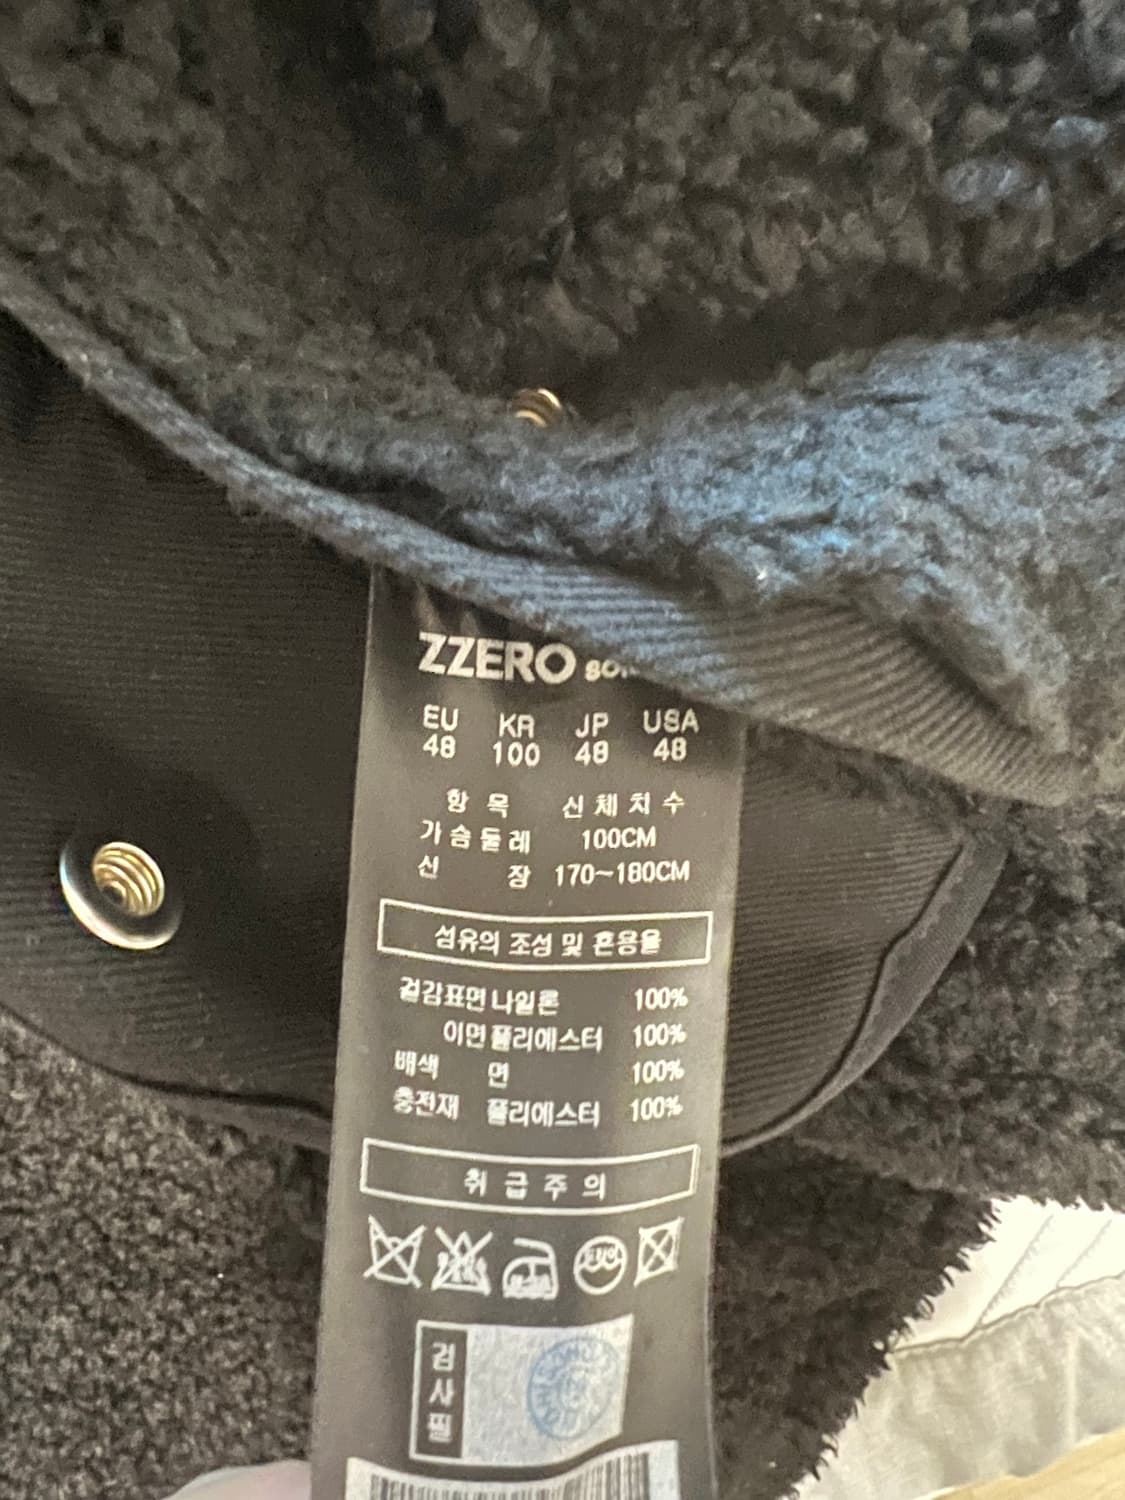 ZZERO
EU KR JP USA
48 100 48 48
항 목 신 체 치 수
가 슴 둘 레 100CM
신 장 170~180CM
섬유의 조성 및 혼용율
겉감표면 나일론 100%
이면 폴리에스터 100%
배색 면 100%
충전재 폴리에스터 100%
취 급 주 의
검
사
필